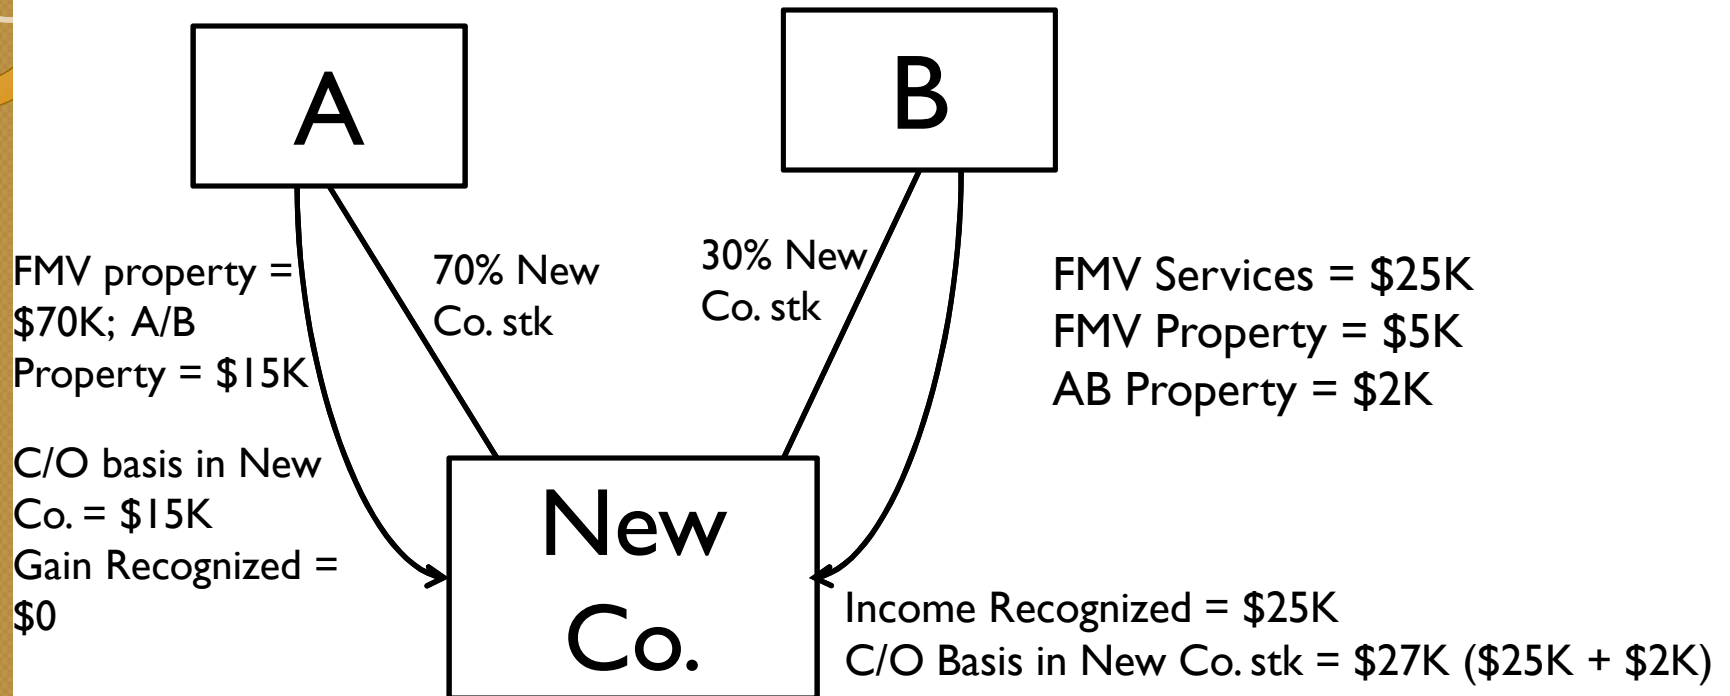 A
B
FMV property =
$70K; A/B
Property = $15K
70% New
Co. stk
30% New
Co. stk
FMV Services = $25K
FMV Property = $5K
AB Property = $2K
C/O basis in New
Co. = $15K
Gain Recognized =
$0
New
Co.
Income Recognized = $25K
C/O Basis in New Co. stk = $27K ($25K + $2K)